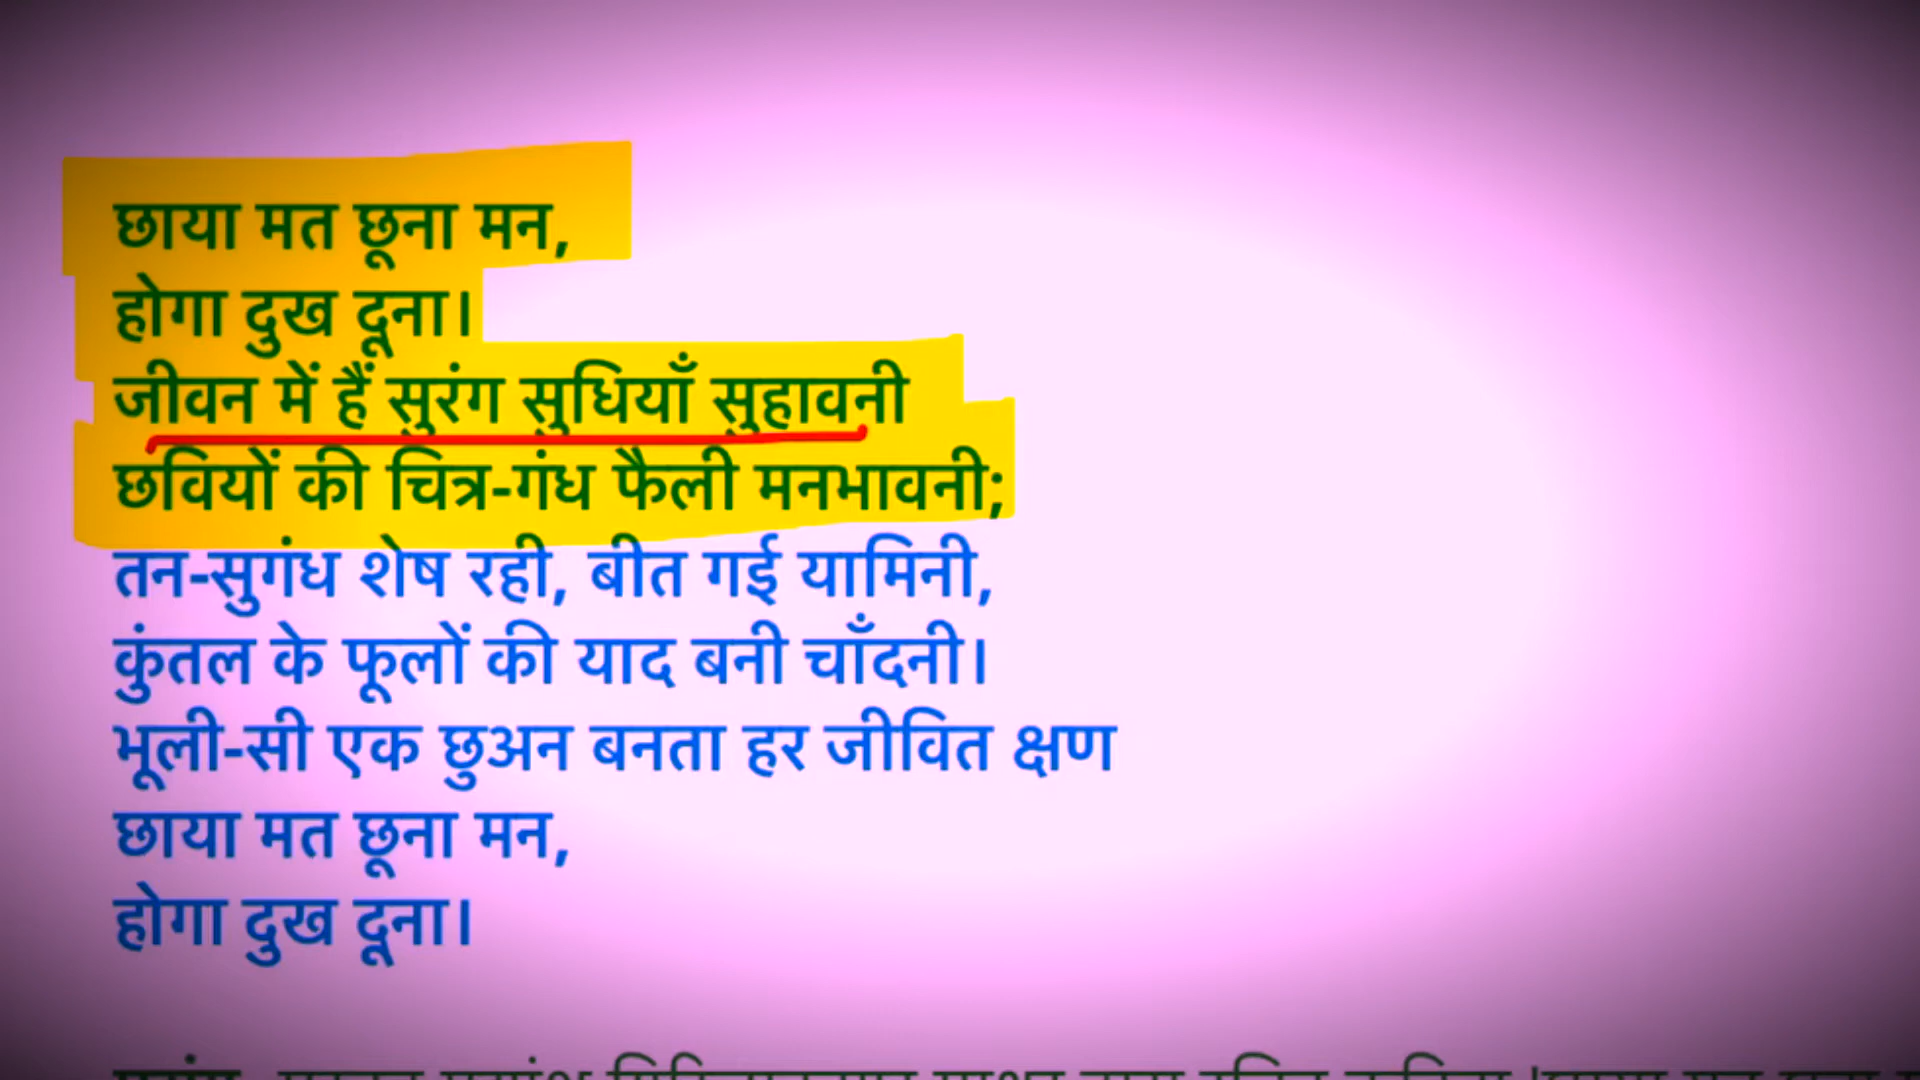 छाया मत छूना मन,
होगा दुख दूना।
जीवन में हैं सुरंग सुधियाँ सुहावनी
छवियों की चित्र-गंध फैली मनभावनी;
तन-सुगंध शेष रही, बीत गई यामिनी,
कुंतल के फूलों की याद बनी चाँदनी।
भूली-सी एक छुअन बनता हर जीवित क्षण
छाया मत छूना मन,
होगा दुख दूना।